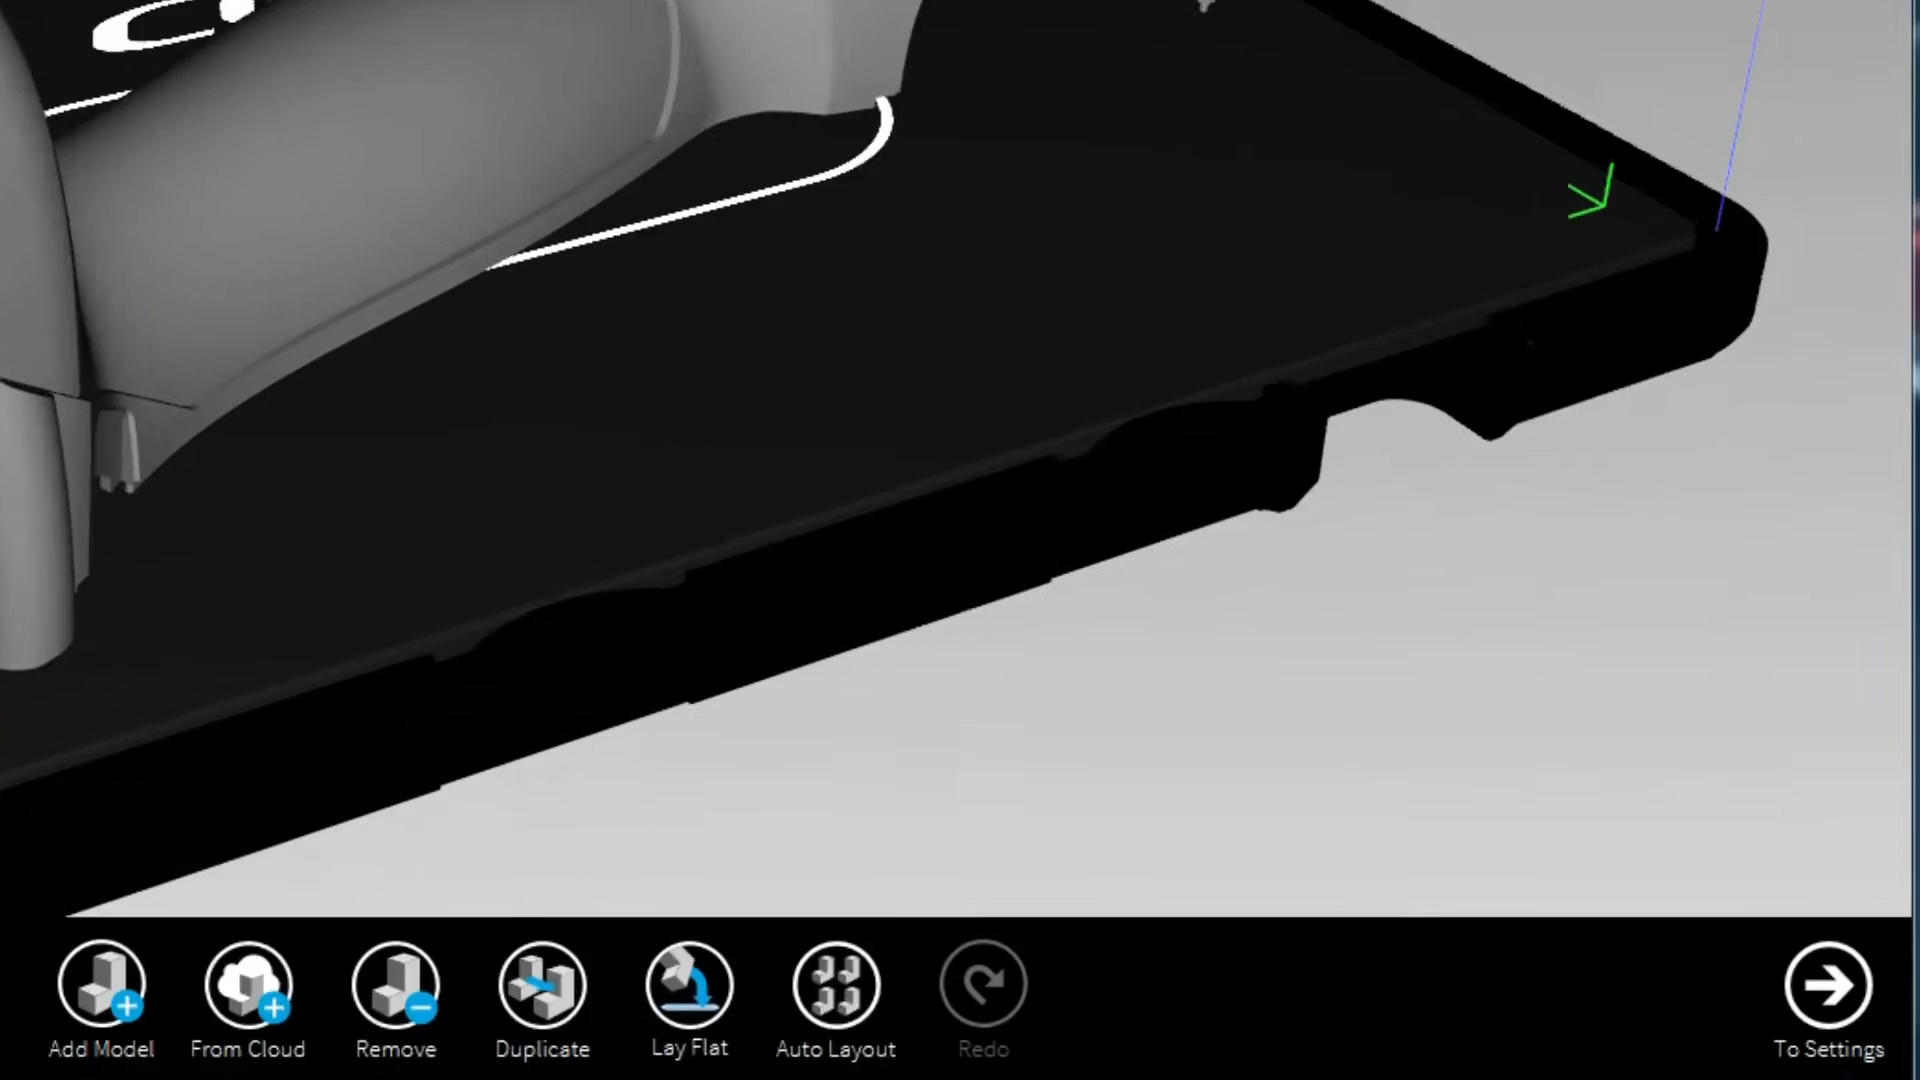 Add Model
From Cloud
Remove
Duplicate
Lay Flat
Auto Layout
Redo
To Settings